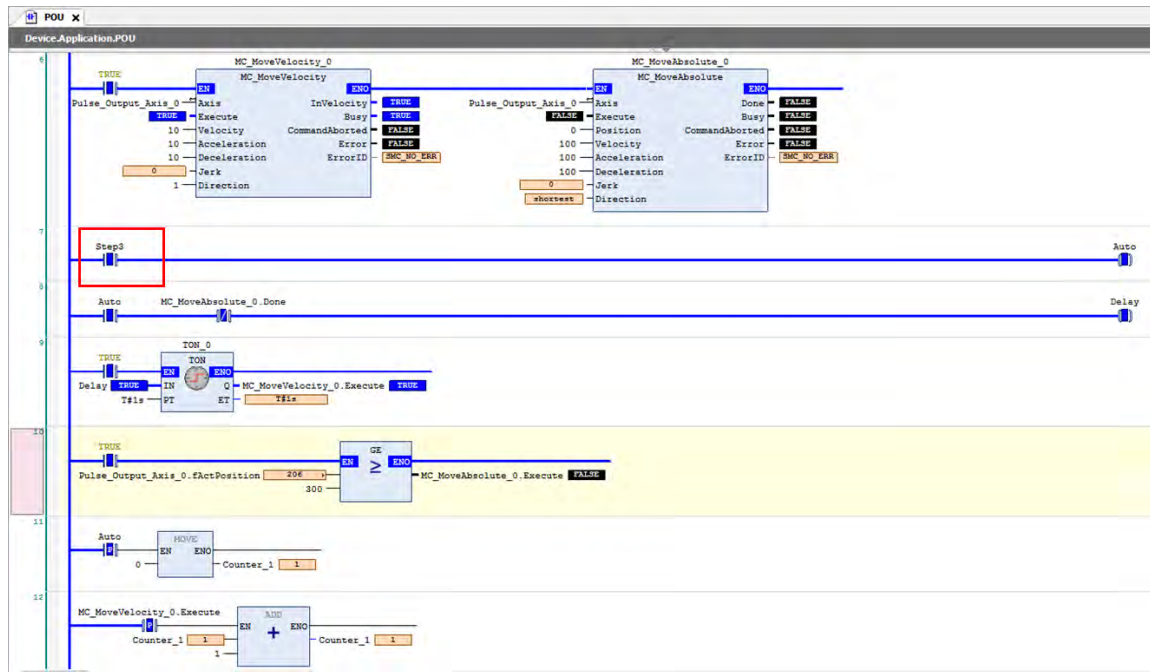 POU x
Device.Application.POU
6
MC_MoveVelocity_0 MC_MoveAbsolute_0
TRUE MC_MoveVelocity MC_MoveAbsolute
EN ENO EN ENO
Pulse_Output_Axis_0 Axis InVelocity TRUE Pulse_Output_Axis_0 Axis Done FALSE
TRUE Execute Busy TRUE FALSE Execute Busy FALSE
10 Velocity CommandAborted FALSE 0 Position CommandAborted FALSE
10 Acceleration Error FALSE 100 Velocity Error FALSE
10 Deceleration ErrorID SMC_NO_ERR 100 Acceleration ErrorID SMC_NO_ERR
0 Jerk 100 Deceleration
1 Direction 0 Jerk
shortest Direction
7
Step3 Auto
8
Auto MC_MoveAbsolute_0.Done Delay
9
TON_0
TRUE TON
EN ENO
Delay TRUE IN Q MC_MoveVelocity_0.Execute TRUE
T#1s PT ET T#1s
10
TRUE GE
EN ≥ ENO
Pulse_Output_Axis_0.fActPosition 206 MC_MoveAbsolute_0.Execute FALSE
300
11
Auto MOVE
P EN ENO
0 Counter_1 1
12
MC_MoveVelocity_0.Execute ADD
P EN + ENO
Counter_1 1 Counter_1 1
1